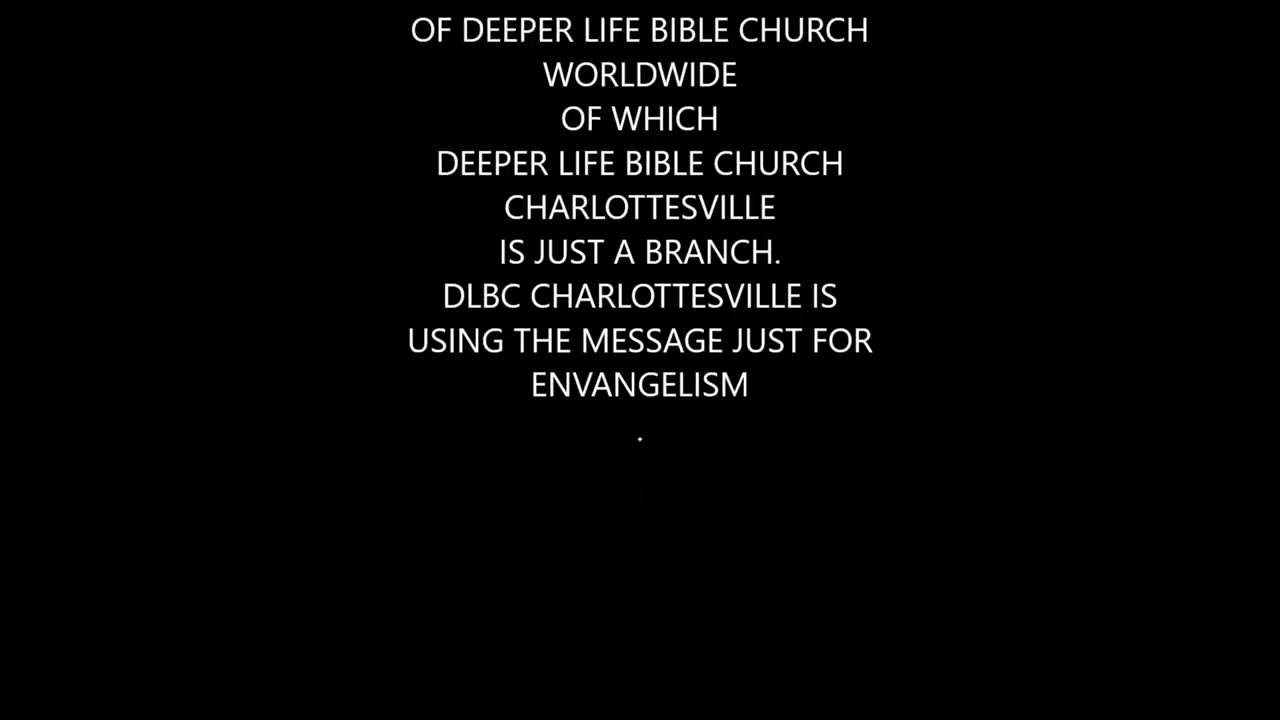 OF DEEPER LIFE BIBLE CHURCH
WORLDWIDE
OF WHICH
DEEPER LIFE BIBLE CHURCH
CHARLOTTESVILLE
IS JUST A BRANCH.
DLBC CHARLOTTESVILLE IS
USING THE MESSAGE JUST FOR
ENVANGELISM
.